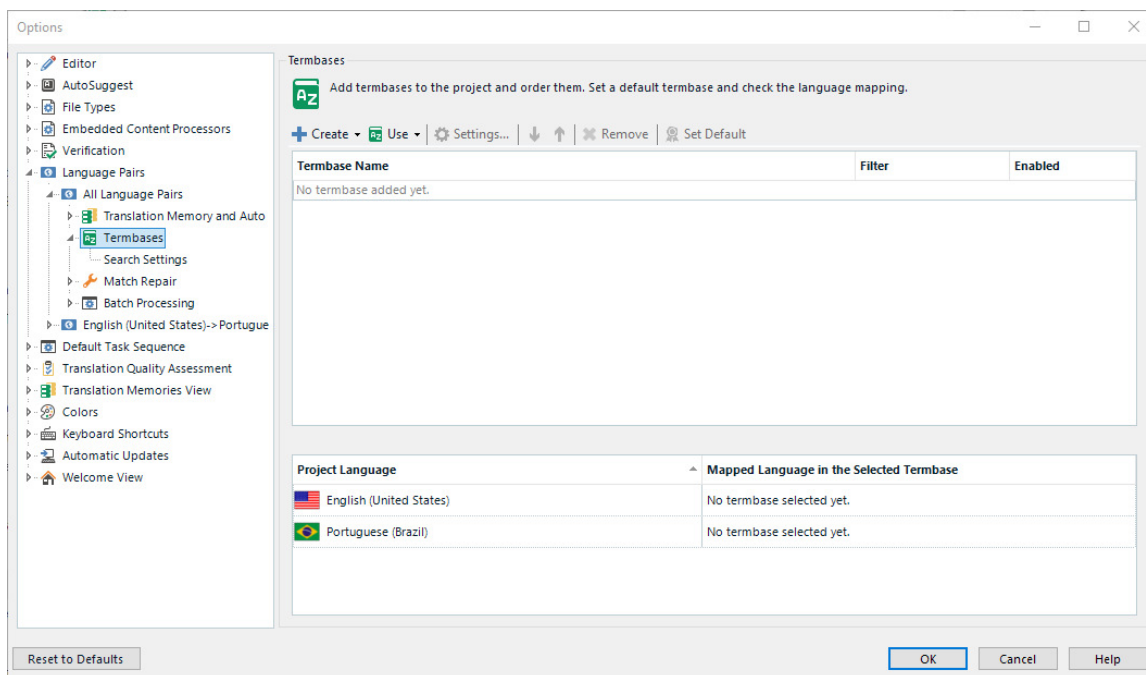 Options
Editor
AutoSuggest
File Types
Embedded Content Processors
Verification
Language Pairs
All Language Pairs
Translation Memory and Auto
Termbases
Search Settings
Match Repair
Batch Processing
English (United States)->Portugue
Default Task Sequence
Translation Quality Assessment
Translation Memories View
Colors
Keyboard Shortcuts
Automatic Updates
Welcome View
Termbases
Add termbases to the project and order them. Set a default termbase and check the language mapping.
Create Use Settings... Remove Set Default
Termbase Name Filter Enabled
No termbase added yet.
Project Language Mapped Language in the Selected Termbase
English (United States) No termbase selected yet.
Portuguese (Brazil) No termbase selected yet.
Reset to Defaults OK Cancel Help